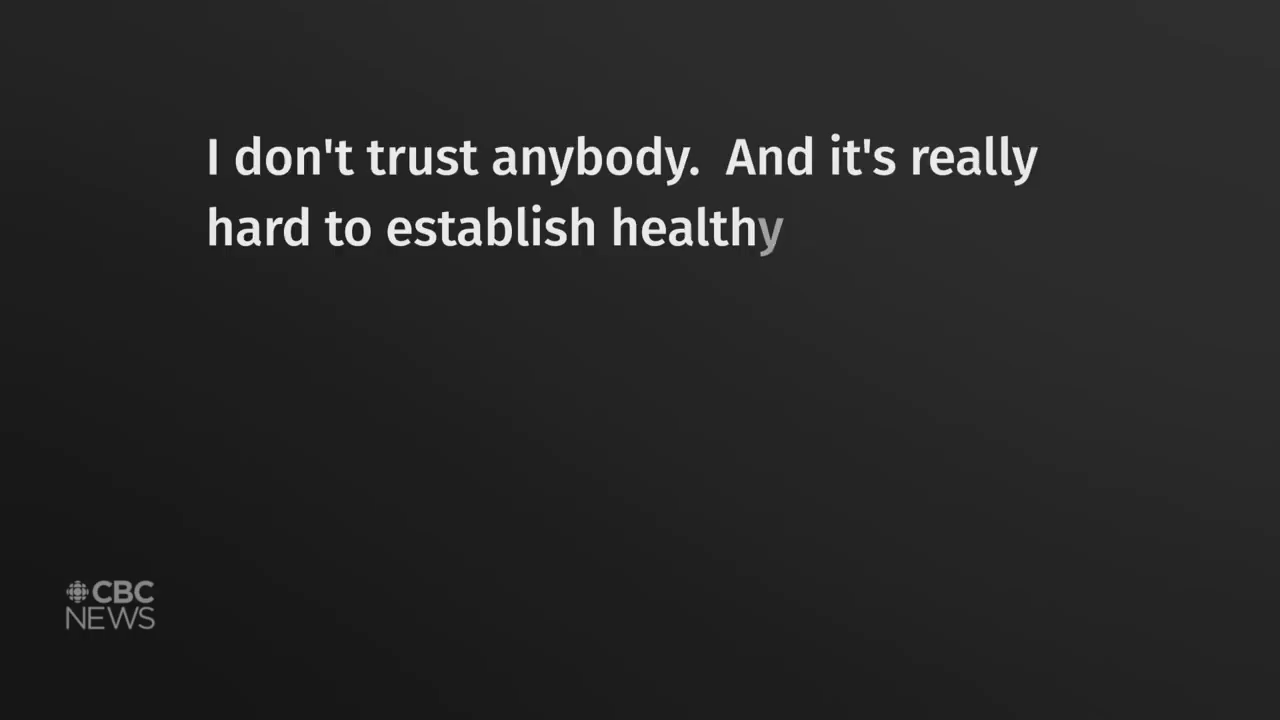 I don't trust anybody.  And it's really
hard to establish healthy
CBC
NEWS